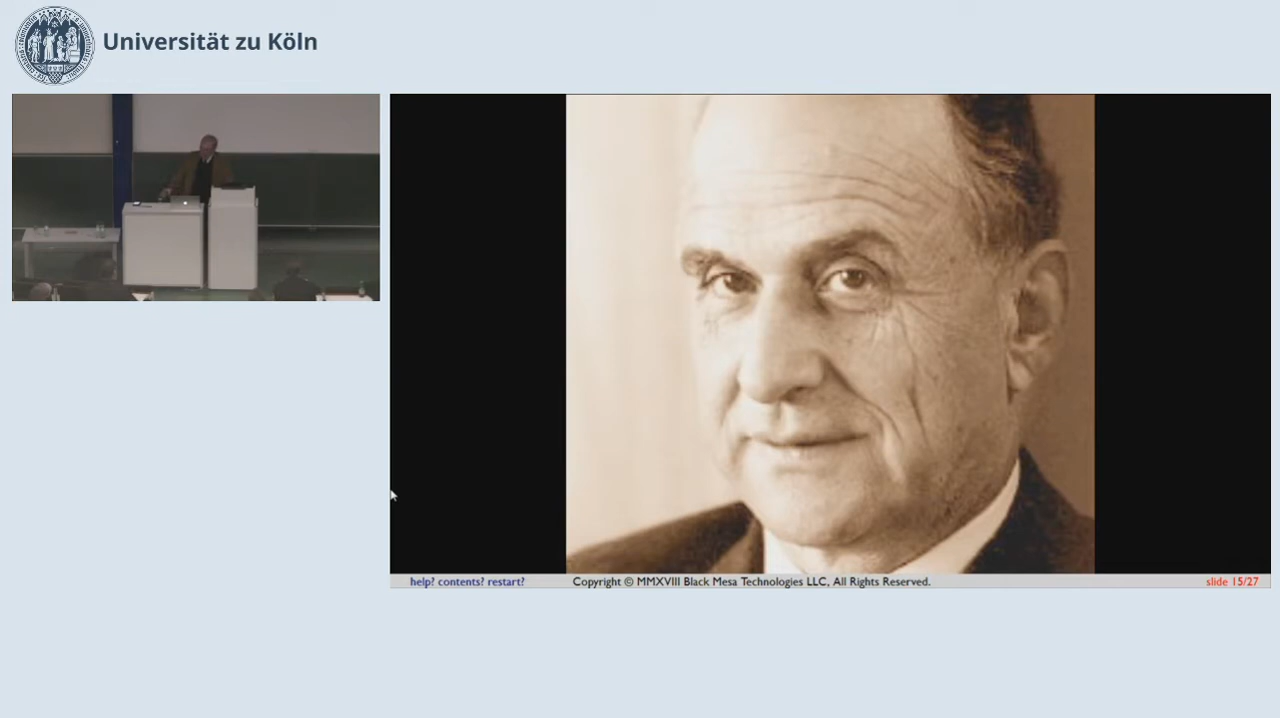 Universität zu Köln
help? contents? restart?
Copyright © MMXVIII Black Mesa Technologies LLC, All Rights Reserved.
slide 15/27